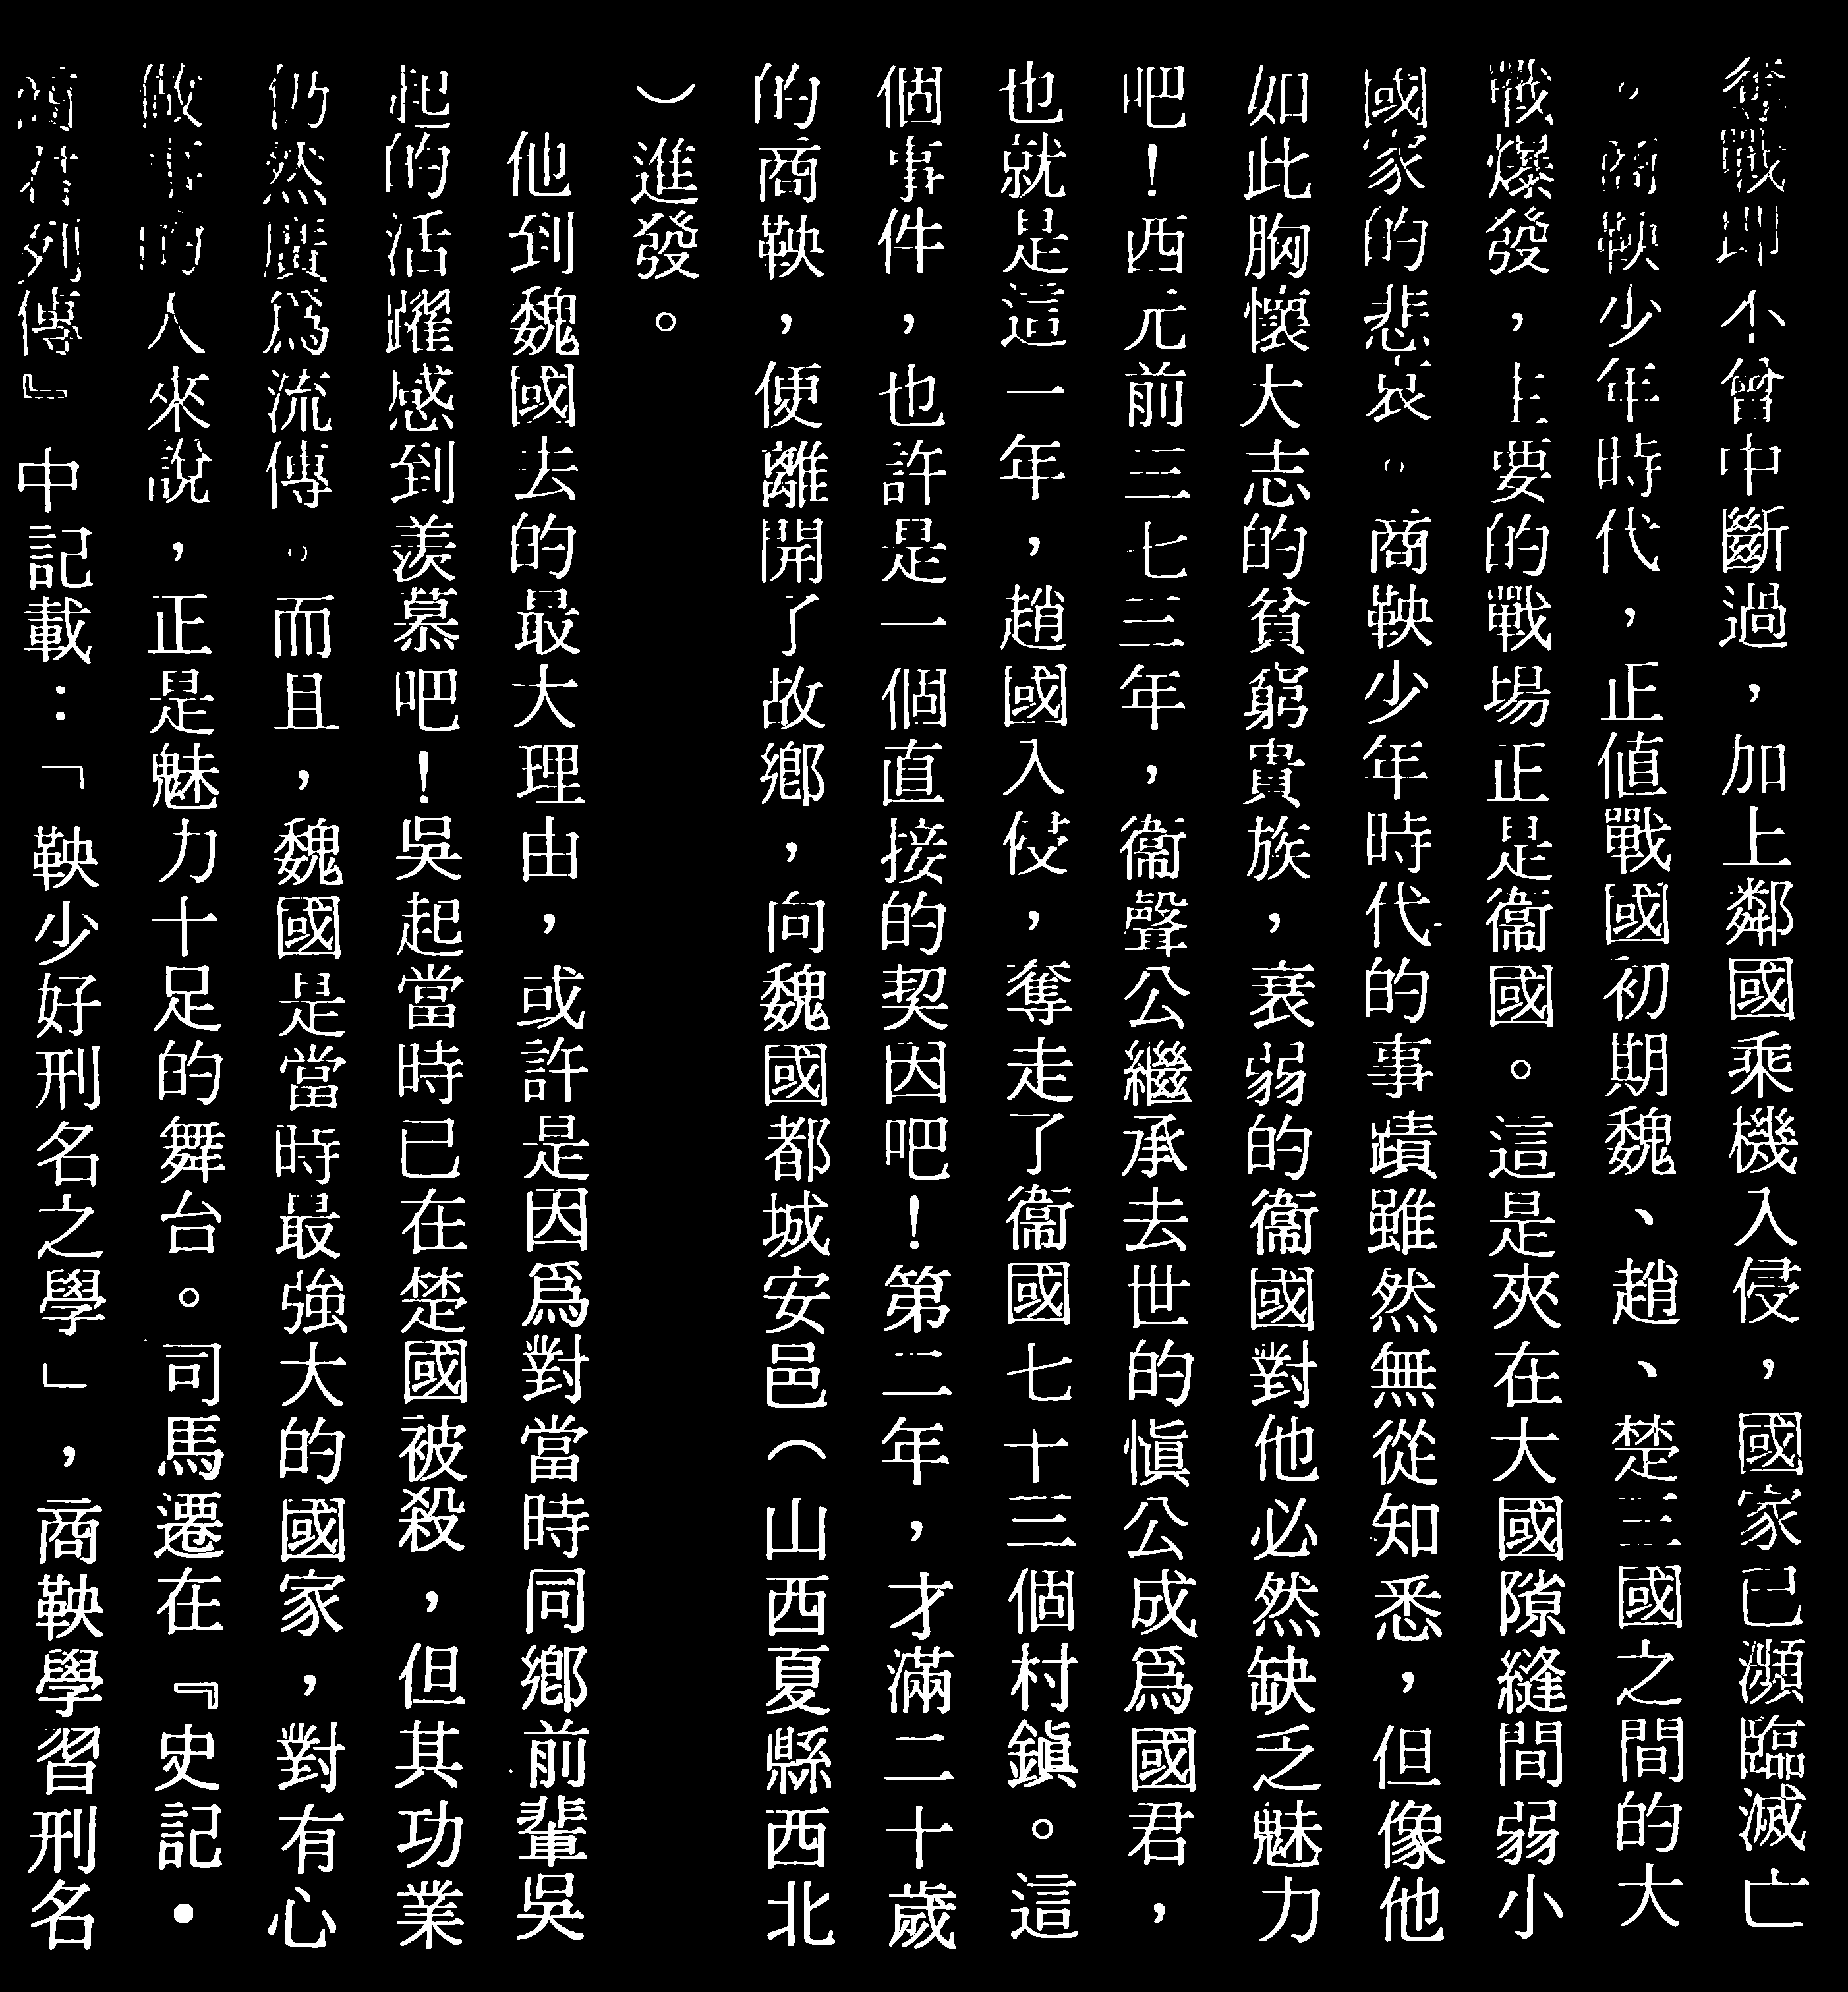 奪戰即不曾中斷過，加上鄰國乘機入侵，國家已瀕臨滅亡
。商鞅少年時代，正值戰國初期魏、趙、楚三國之間的大
戰爆發，主要的戰場正是衞國。這是夾在大國隙縫間弱小
國家的悲哀。商鞅少年時代的事蹟雖然無從知悉，但像他
如此胸懷大志的貧窮貴族，衰弱的衞國對他必然缺乏魅力
吧！西元前三七三年，衞聲公繼承去世的愼公成爲國君，
也就是這一年，趙國入侵，奪走了衞國七十三個村鎭。這
個事件，也許是一個直接的契因吧！第二年，才滿二十歲
的商鞅，便離開了故鄉，向魏國都城安邑（山西夏縣西北
）進發。
他到魏國去的最大理由，或許是因爲對當時同鄉前輩吳
起的活躍感到羨慕吧！吳起當時已在楚國被殺，但其功業
仍然廣爲流傳。而且，魏國是當時最強大的國家，對有心
做事的人來說，正是魅力十足的舞台。司馬遷在『史記・
商君列傳』中記載：「鞅少好刑名之學」，商鞅學習刑名